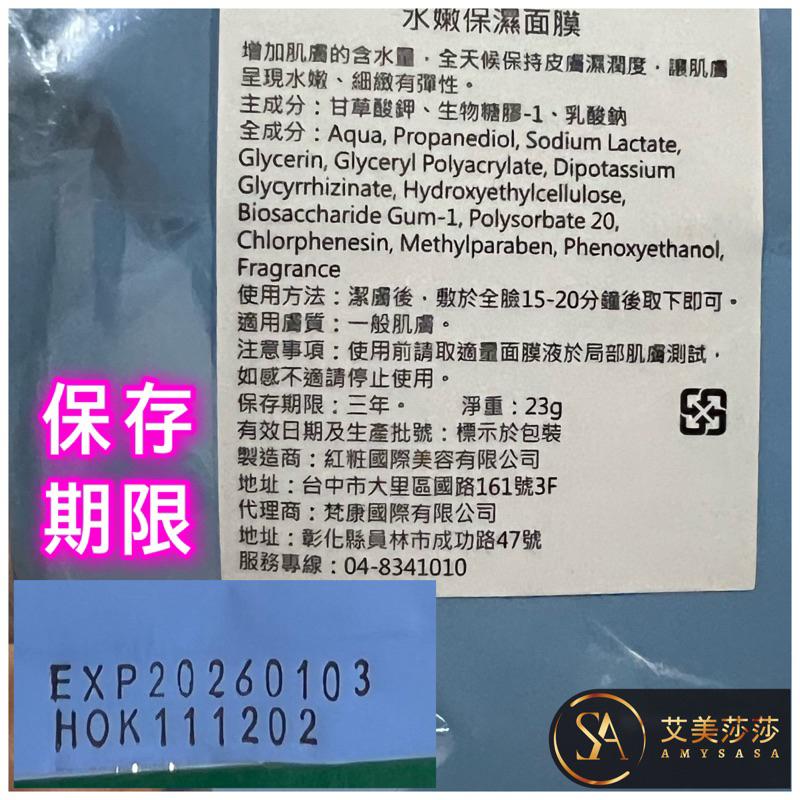 水嫩保濕面膜
增加肌膚的含水量，全天候保持皮膚濕潤度，讓肌膚
呈現水嫩、細緻有彈性。
主成分：甘草酸鉀、生物糖膠-1、乳酸鈉
全成分：Aqua, Propanediol, Sodium Lactate,
Glycerin, Glyceryl Polyacrylate, Dipotassium
Glycyrrhizinate, Hydroxyethylcellulose,
Biosaccharide Gum-1, Polysorbate 20,
Chlorphenesin, Methylparaben, Phenoxyethanol,
Fragrance
使用方法：潔膚後，敷於全臉15-20分鐘後取下即可。
適用膚質：一般肌膚。
注意事項：使用前請取適量面膜液於局部肌膚測試，
如感不適請停止使用。
保存期限：三年。 淨重：23g
有效日期及生產批號：標示於包裝
製造商：紅粧國際美容有限公司
地址：台中市大里區國路161號3F
代理商：梵康國際有限公司
地址：彰化縣員林市成功路47號
服務專線：04-8341010
保存
期限
EXP20260103
HOK111202
SA
艾美莎莎
AMYSASA